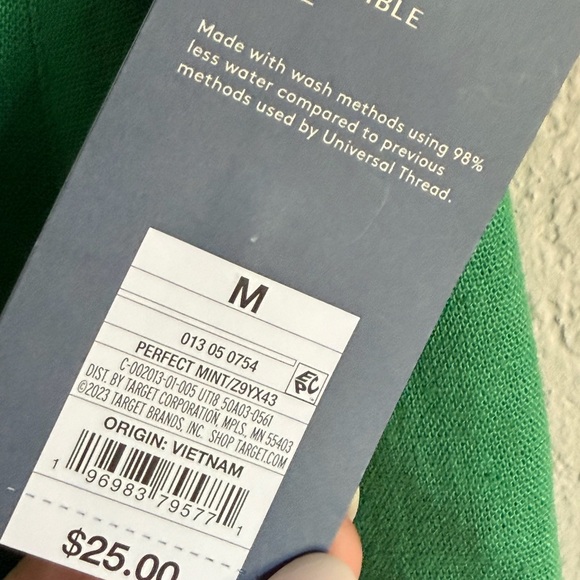 IBLE
Made with wash methods using 98%
less water compared to previous
methods used by Universal Thread.
M
013 05 0754
PERFECT MINT/Z9YX43
C-002013-01-005 UT18 50A03-0561
DIST. BY TARGET CORPORATION, MPLS, MN 55403
©2023 TARGET BRANDS, INC. SHOP TARGET.COM
EPC
ORIGIN: VIETNAM
1 96983 79577 1
$25.00